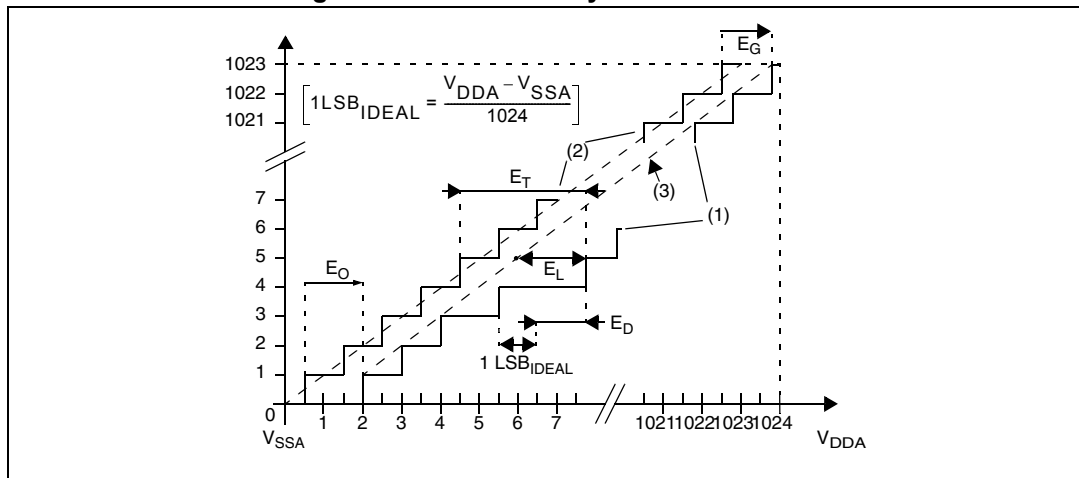 E_G
1023
1022
1021
[1LSB_IDEAL = (V_DDA – V_SSA) / 1024]
(2)
(3)
(1)
E_T
7
6
5
4
3
2
1
0
E_O
E_L
E_D
1 LSB_IDEAL
1 2 3 4 5 6 7 1021 1022 1023 1024
V_SSA
V_DDA